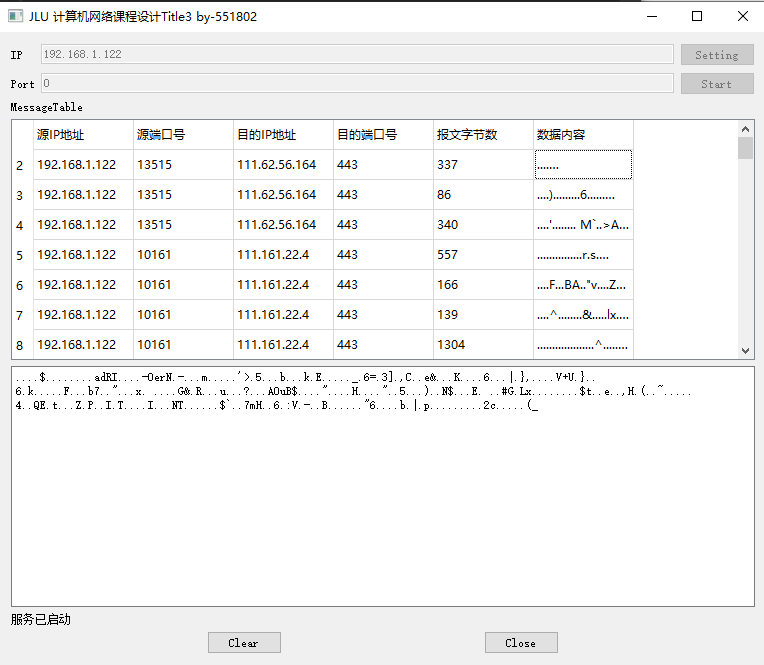 JLU 计算机网络课程设计Title3 by-551802
IP 192.168.1.122 Setting
Port 0 Start
MessageTable
源IP地址 源端口号 目的IP地址 目的端口号 报文字节数 数据内容
2 192.168.1.122 13515 111.62.56.164 443 337 .......
3 192.168.1.122 13515 111.62.56.164 443 86 ....)..........6.........
4 192.168.1.122 13515 111.62.56.164 443 340 ....'........ M`..>A...
5 192.168.1.122 10161 111.161.22.4 443 557 ...............r.s....
6 192.168.1.122 10161 111.161.22.4 443 166 ....F...BA.."v....Z...
7 192.168.1.122 10161 111.161.22.4 443 139 ....^........&.....lx....
8 192.168.1.122 10161 111.161.22.4 443 1304 ...................^........
....$........adRI....-OerN.-...m.....'>.5...b...k.E....._.6=.3].,C..e&...K....6...|.},....V+U.}..
6.k.....F...b7.."...x. .....G&.R...u...?...AOuB$...."....H...."..5...)..N$...E. ..#G.Lx........$t..e..,H.(..~.....
4..QE.t...Z.P..I.T....I...NT......$`..7mH..6.:V.-..B......"6....b.|.p.........2c.....(_
服务已启动
Clear Close